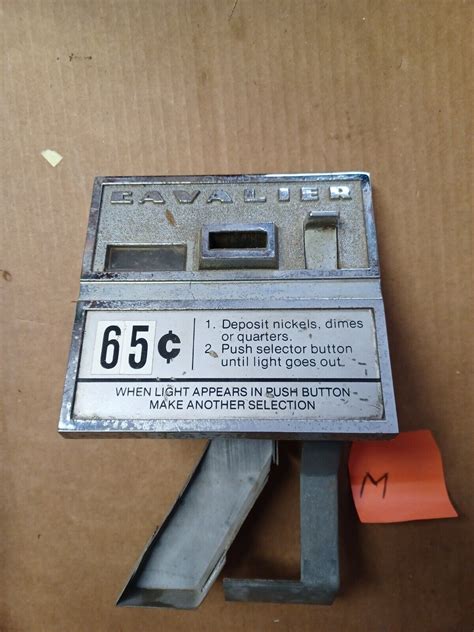 CAVALIER
65¢
1. Deposit nickels, dimes
or quarters.
2. Push selector button
until light goes out.
WHEN LIGHT APPEARS IN PUSH BUTTON
MAKE ANOTHER SELECTION
M